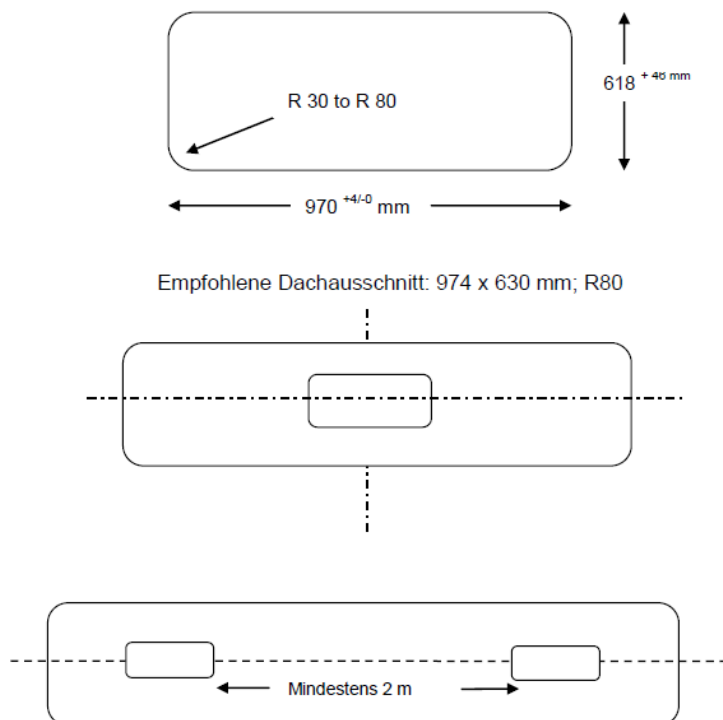 618 + 46 mm
R 30 to R 80
970 +4/-0 mm
Empfohlene Dachausschnitt: 974 x 630 mm; R80
Mindestens 2 m